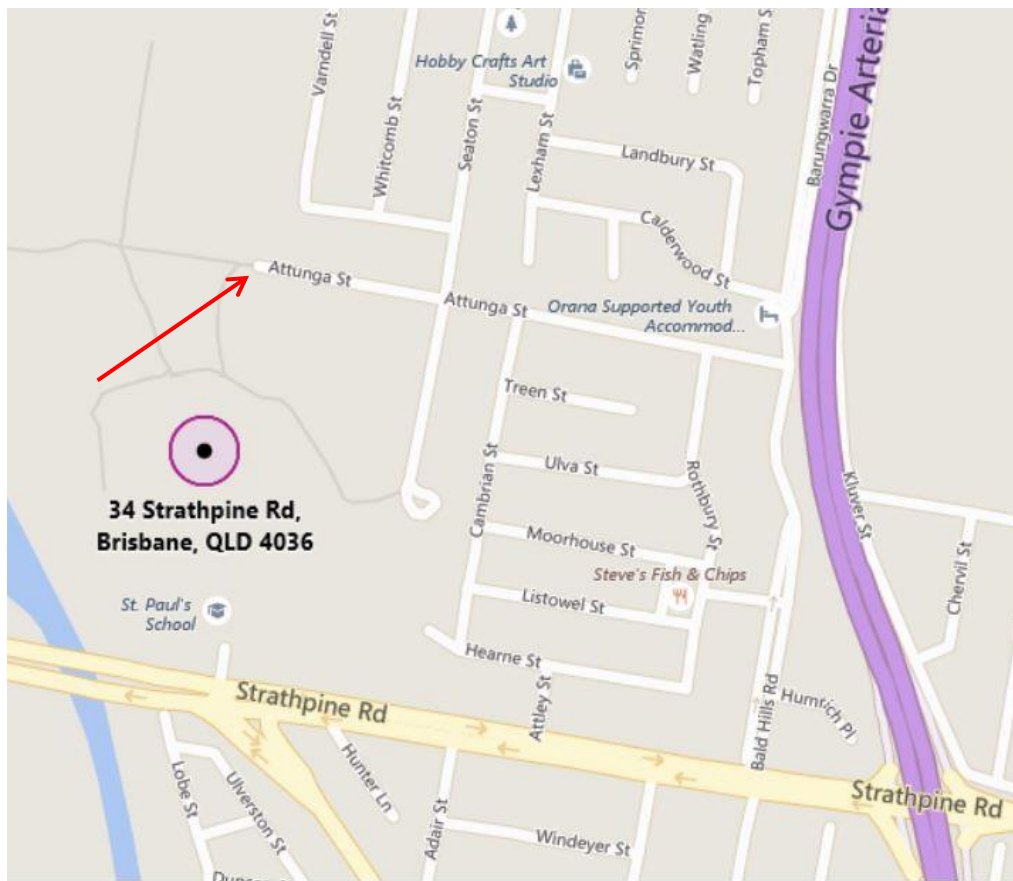 Varndell St
Whitcomb St
Seaton St
Hobby Crafts Art
Studio
Lexham St
Watling
Topham S
Landbury St
Barungwarra Dr
Gympie Arteria
Calderwood St
Attunga St
Attunga St
Orana Supported Youth
Accommod...
Treen St
Ulva St
Cambrian St
Rothbury St
Kluver St
34 Strathpine Rd,
Brisbane, QLD 4036
Moorhouse St
Steve's Fish & Chips
Chervil St
St. Paul's
School
Listowel St
Hearne St
Strathpine Rd
Attley St
Bald Hills Rd
Humrich Pl
Lobe St
Ulverston St
Hunter Ln
Adair St
Windeyer St
Strathpine Rd